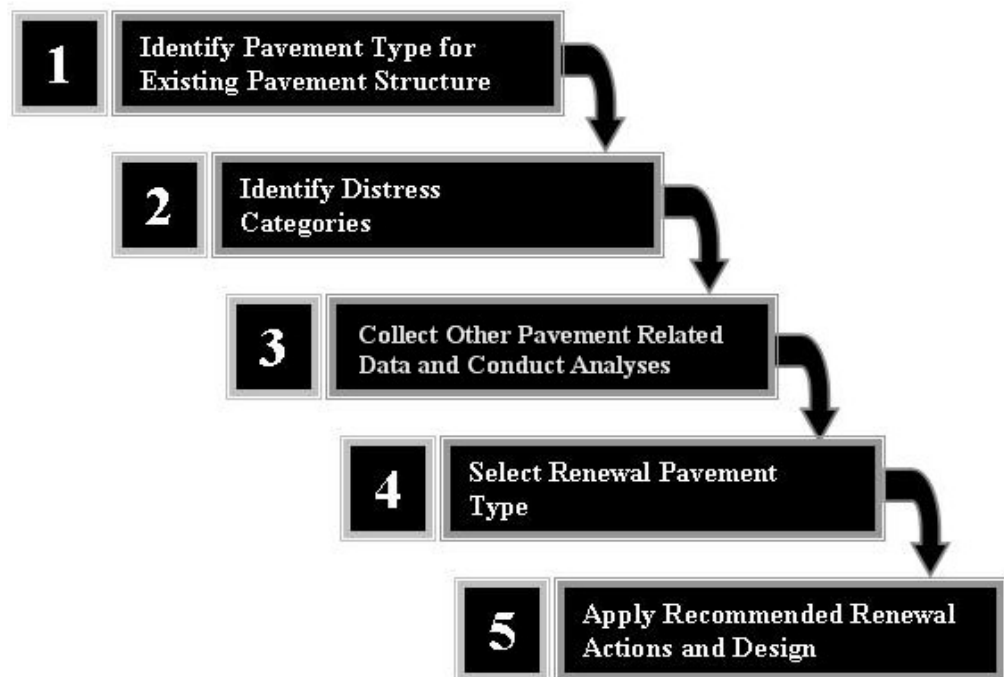 1
Identify Pavement Type for
Existing Pavement Structure
2
Identify Distress
Categories
3
Collect Other Pavement Related
Data and Conduct Analyses
4
Select Renewal Pavement
Type
5
Apply Recommended Renewal
Actions and Design